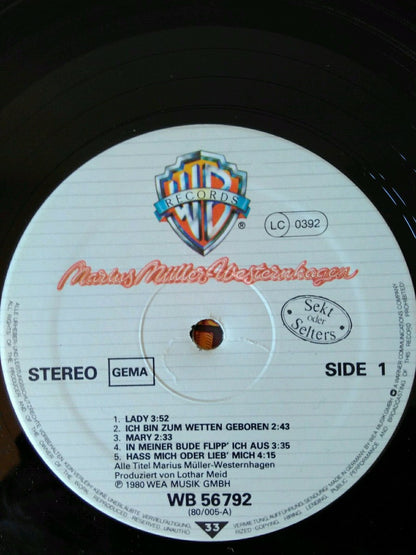 WB
RECORDS
®
LC 0392
Marius Müller-Westernhagen
Sekt
oder
Selters
STEREO
GEMA
SIDE 1
1. LADY 3:52
2. ICH BIN ZUM WETTEN GEBOREN 2:43
3. MARY 2:33
4. IN MEINER BUDE FLIPP' ICH AUS 3:35
5. HASS MICH ODER LIEB' MICH 4:15
Alle Titel Marius Müller-Westernhagen
Produziert von Lothar Meid
℗ 1980 WEA MUSIK GMBH
WB 56792
(80/005-A)
33